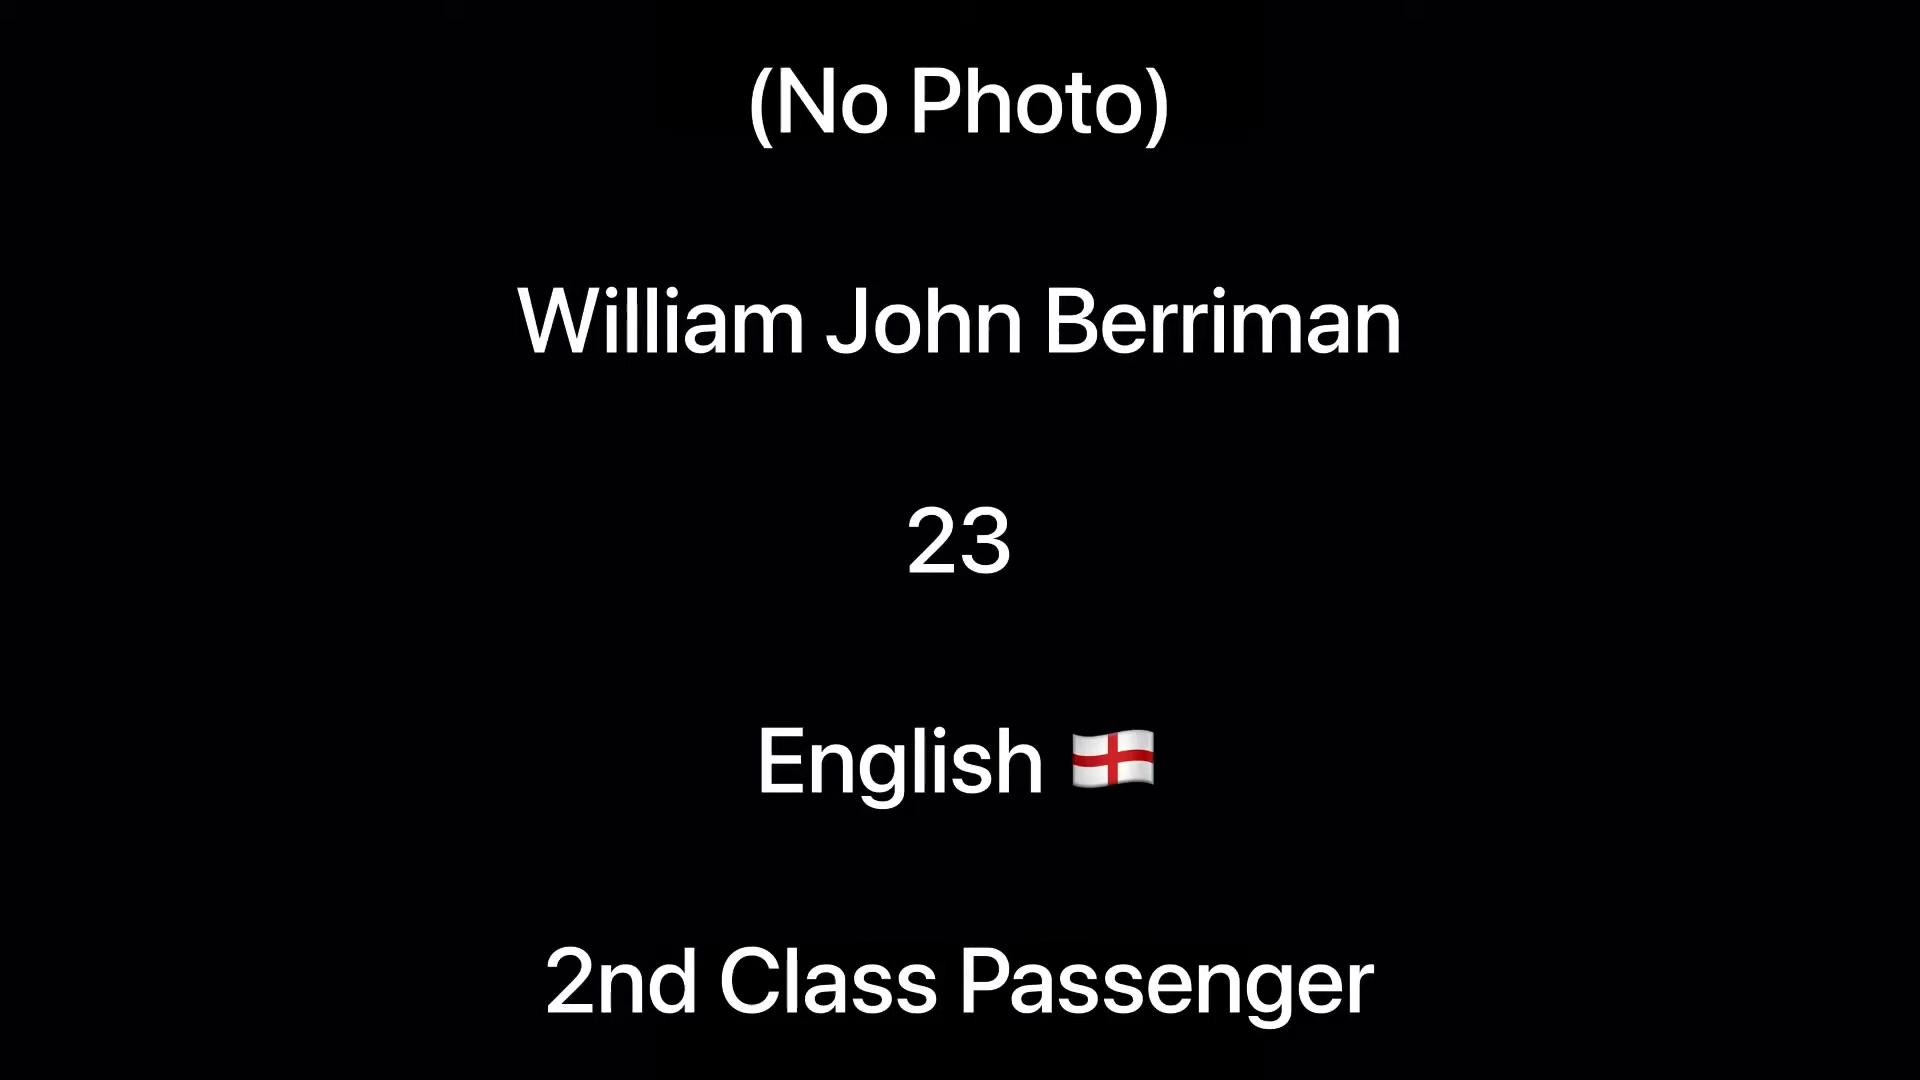 (No Photo)
William John Berriman
23
English 🏴󠁧󠁢󠁥󠁮󠁧󠁿
2nd Class Passenger